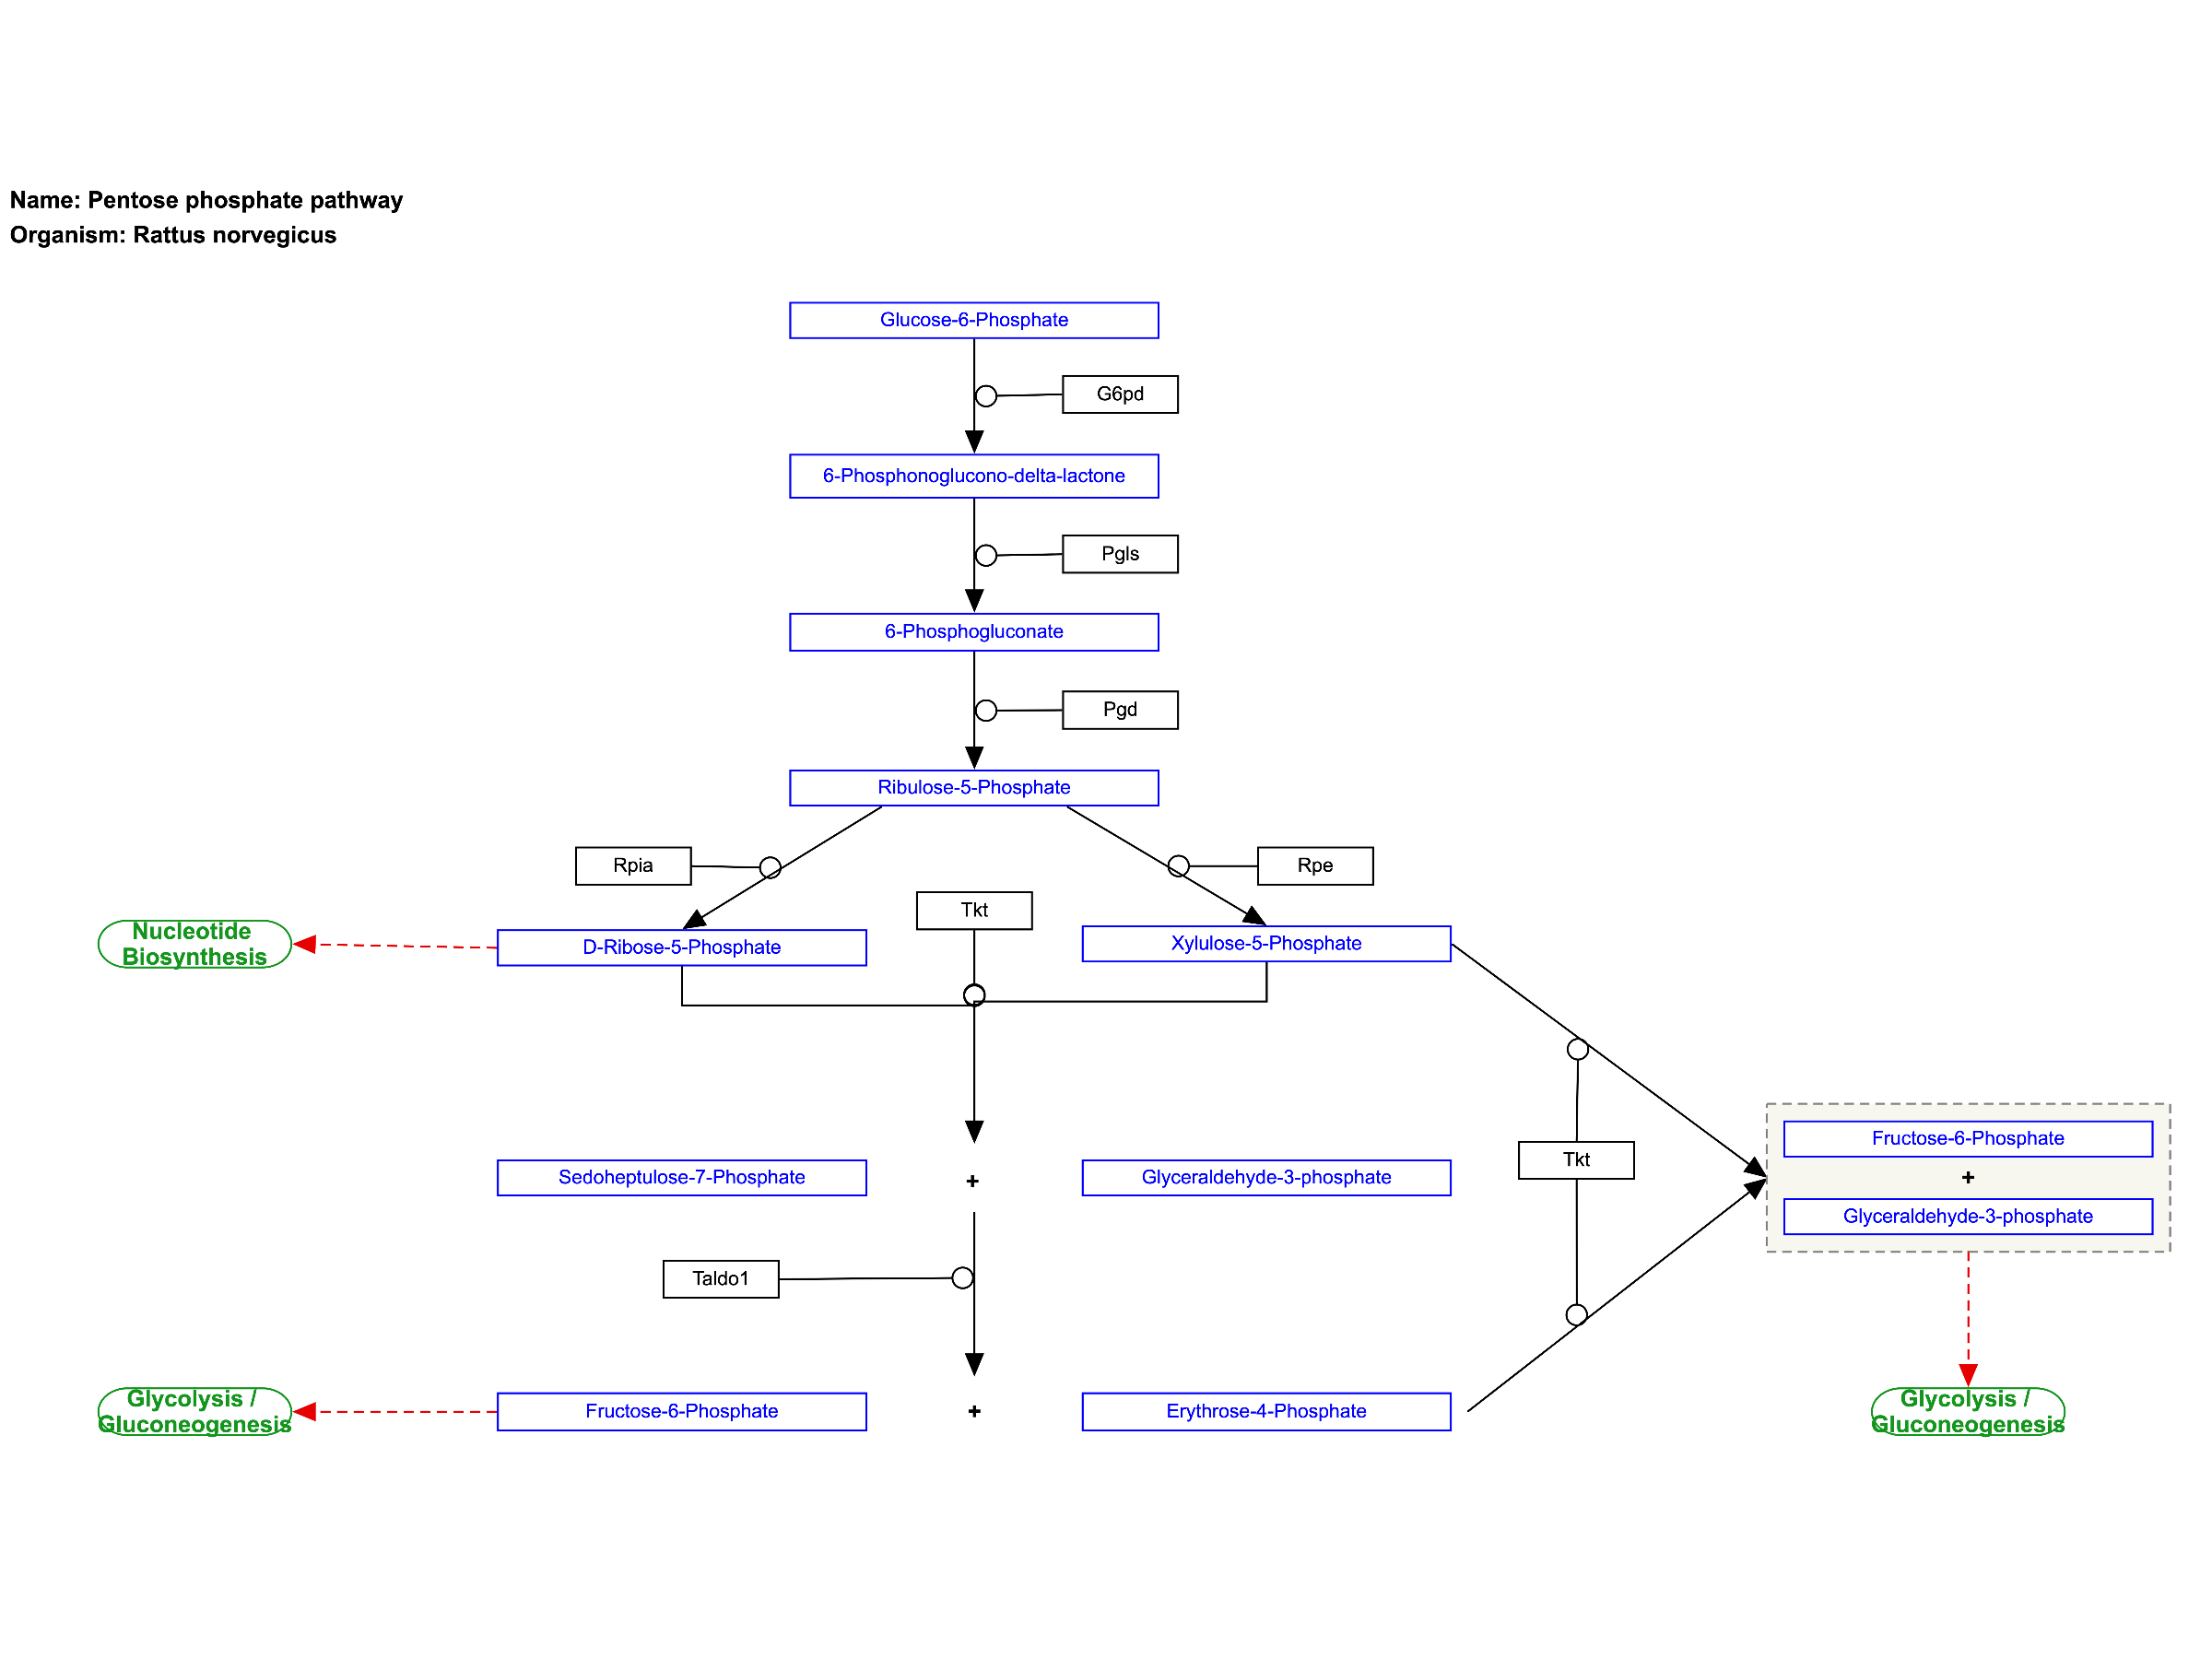 Name: Pentose phosphate pathway
Organism: Rattus norvegicus
Glucose-6-Phosphate
G6pd
6-Phosphonoglucono-delta-lactone
Pgls
6-Phosphogluconate
Pgd
Ribulose-5-Phosphate
Rpia
Rpe
Tkt
Nucleotide
Biosynthesis
D-Ribose-5-Phosphate
Xylulose-5-Phosphate
Fructose-6-Phosphate
Tkt
Sedoheptulose-7-Phosphate
+
Glyceraldehyde-3-phosphate
+
Glyceraldehyde-3-phosphate
Taldo1
Glycolysis /
Gluconeogenesis
Fructose-6-Phosphate
+
Erythrose-4-Phosphate
Glycolysis /
Gluconeogenesis